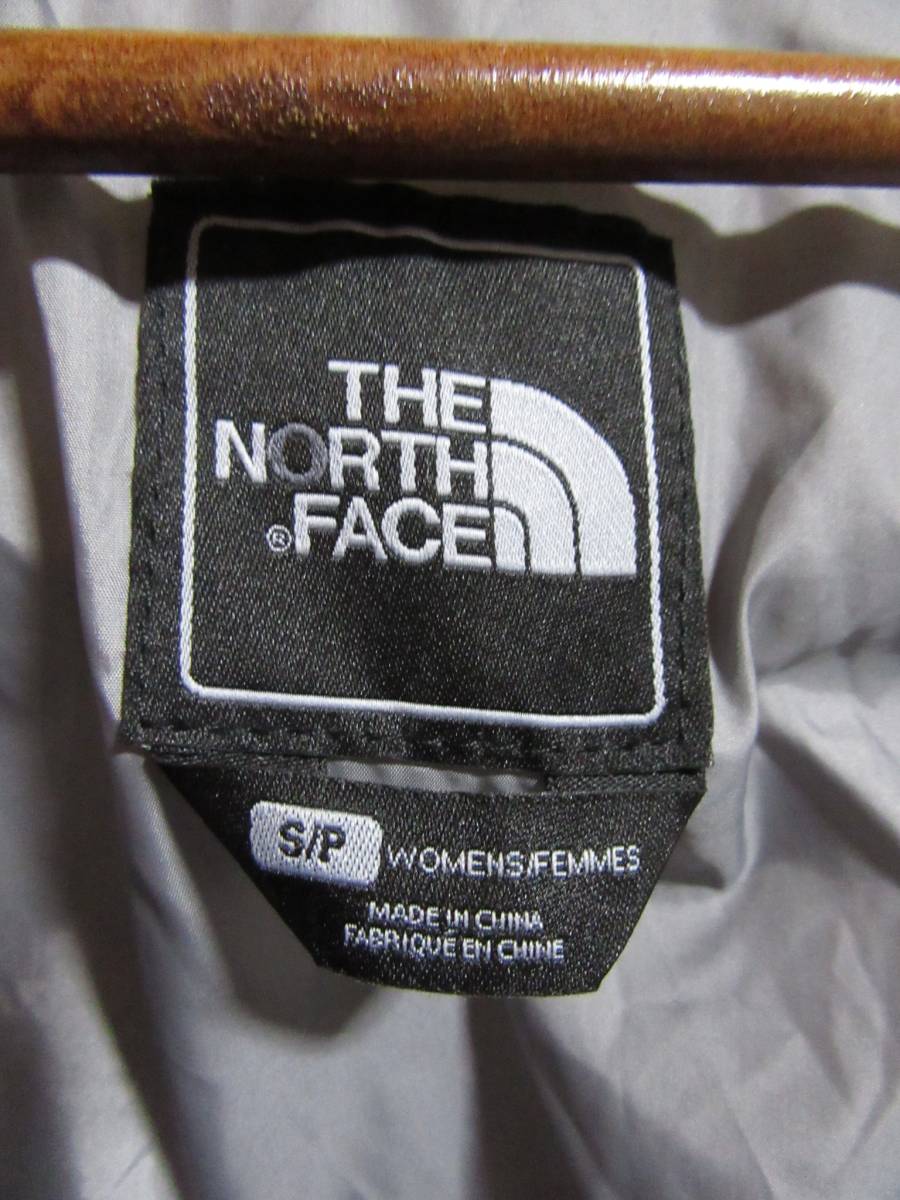 THE
NORTH
® FACE
S/P WOMENS/FEMMES
MADE IN CHINA
FABRIQUE EN CHINE